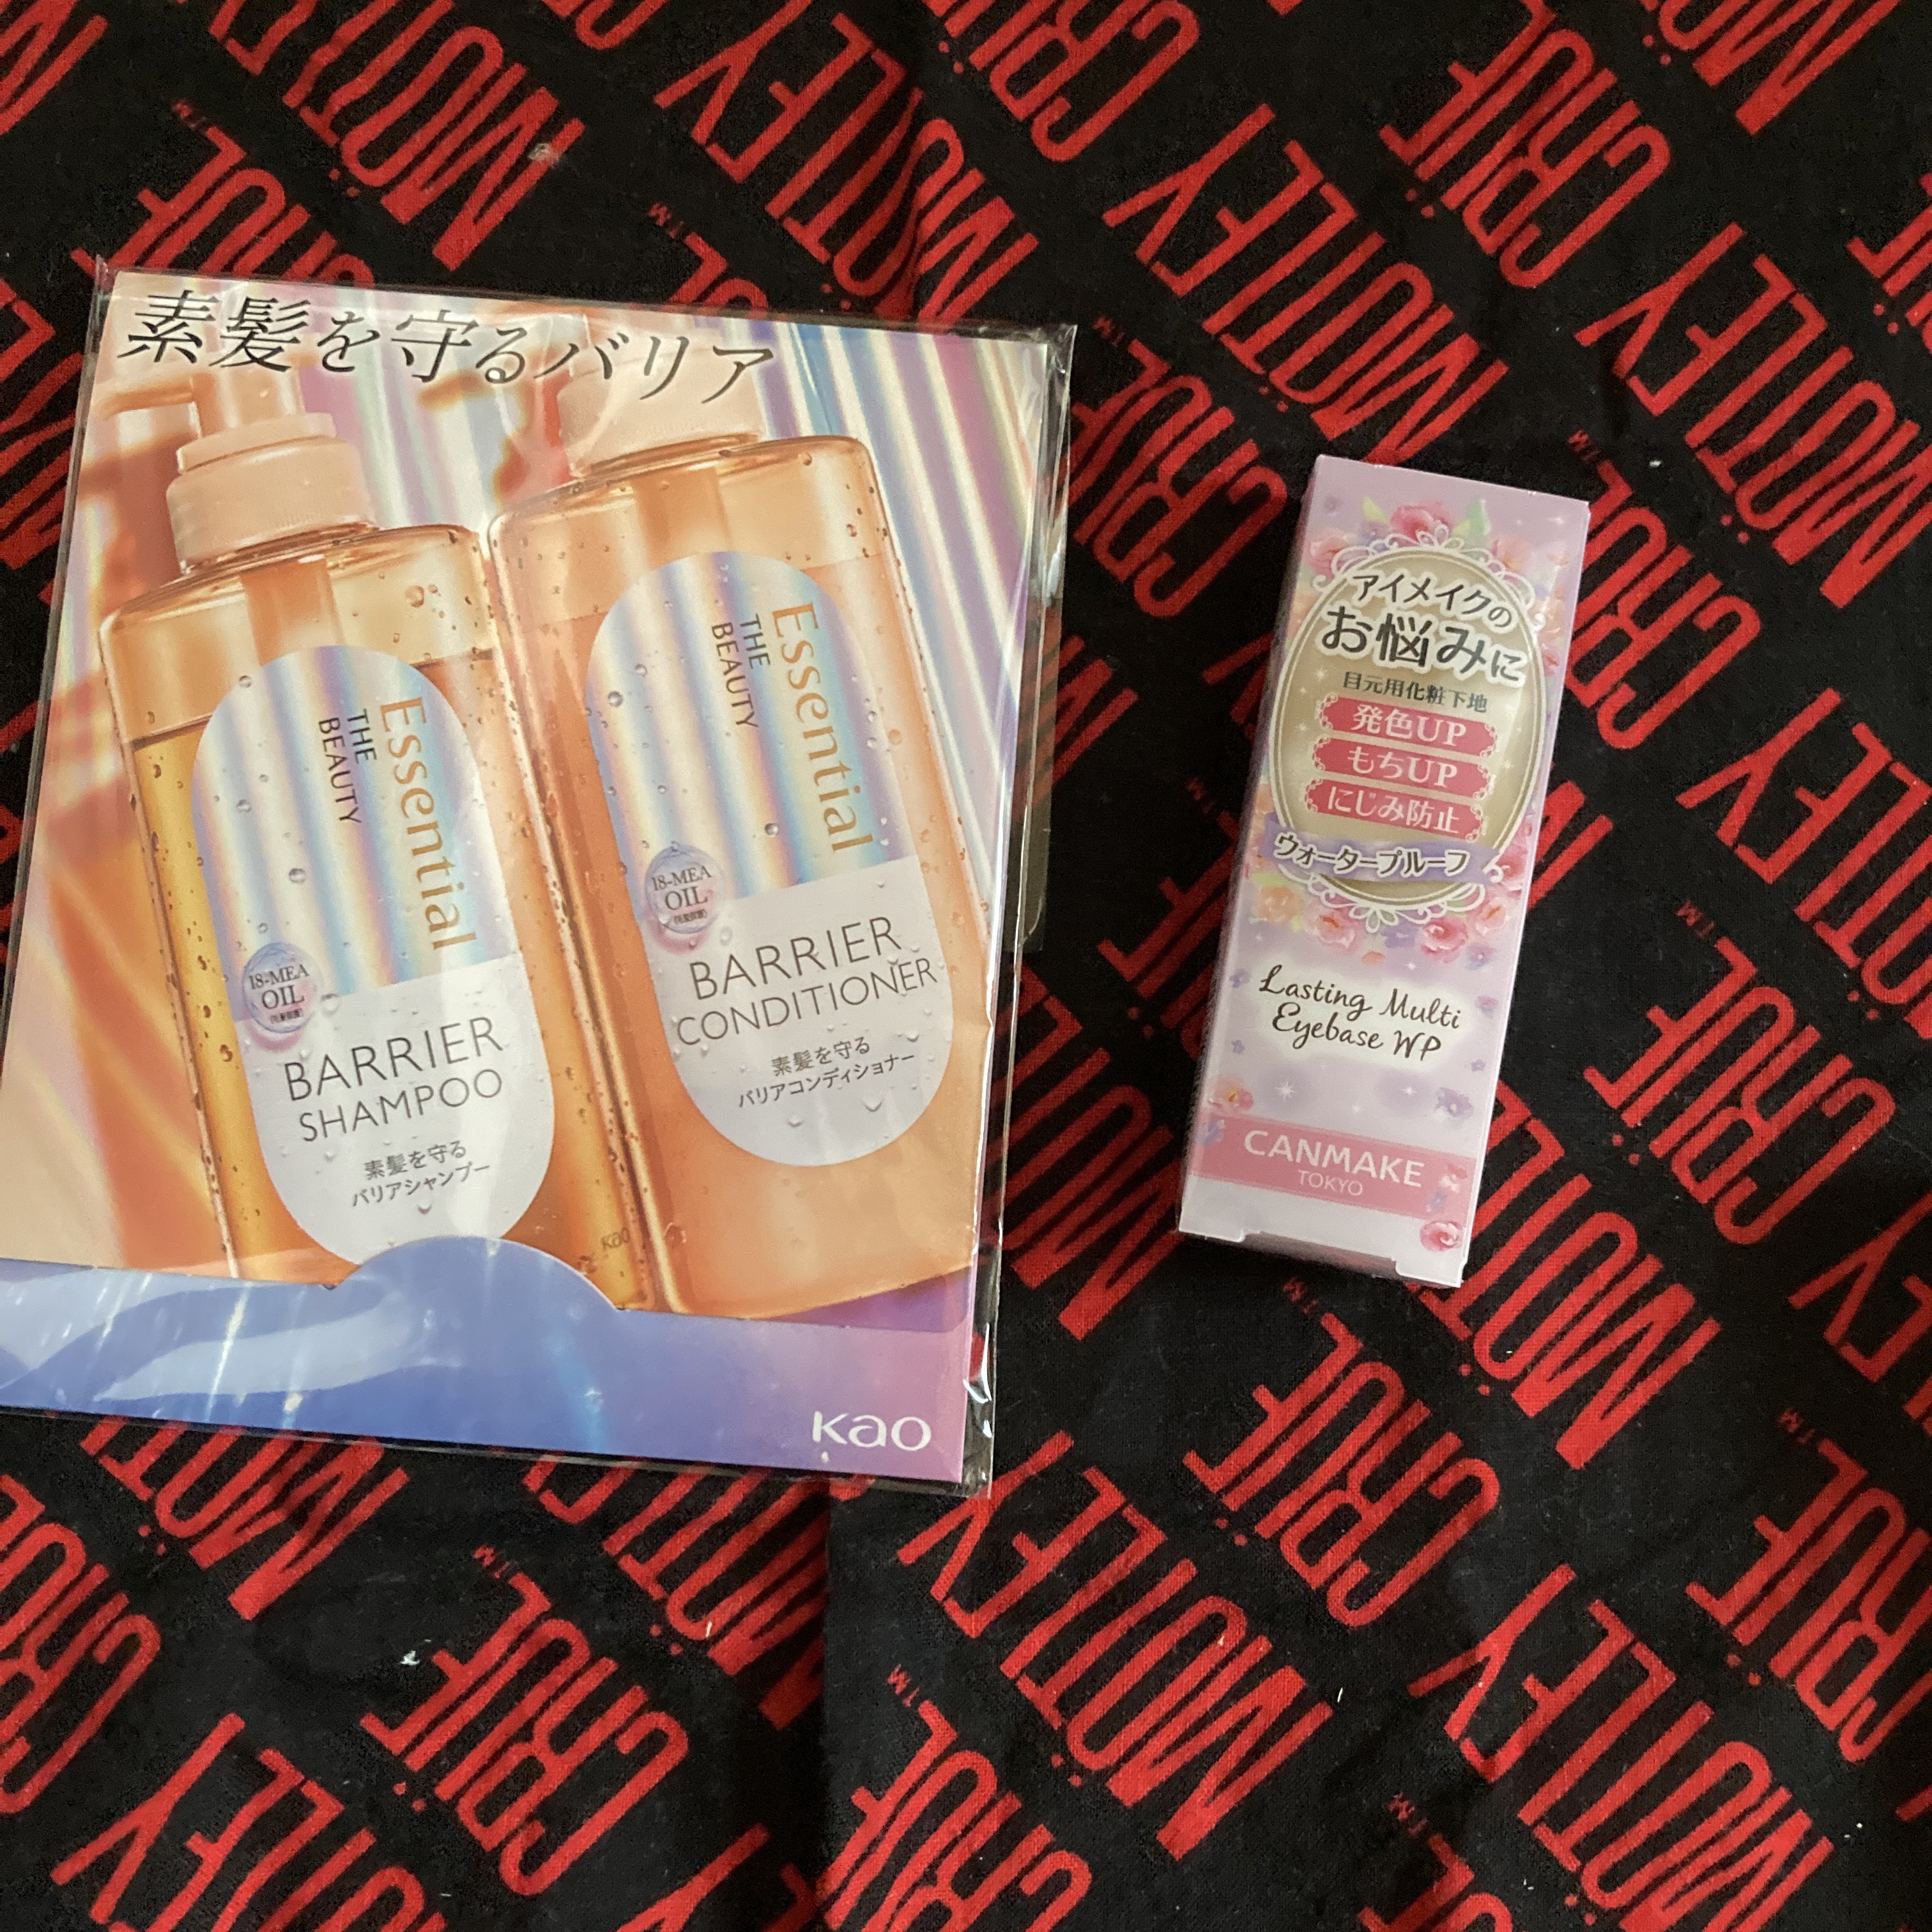 素髪を守るバリア
Essential
THE
BEAUTY
18-MEA
OIL
BARRIER
SHAMPOO
素髪を守る
バリアシャンプー
Kao
Essential
THE
BEAUTY
18-MEA
OIL
BARRIER
CONDITIONER
素髪を守る
バリアコンディショナー
Kao
アイメイクの
お悩みに
目元用化粧下地
発色UP
もちUP
にじみ防止
ウォータープルーフ
Lasting Multi
Eyebase WP
CANMAKE
TOKYO
MÖTLEY CRÜE™